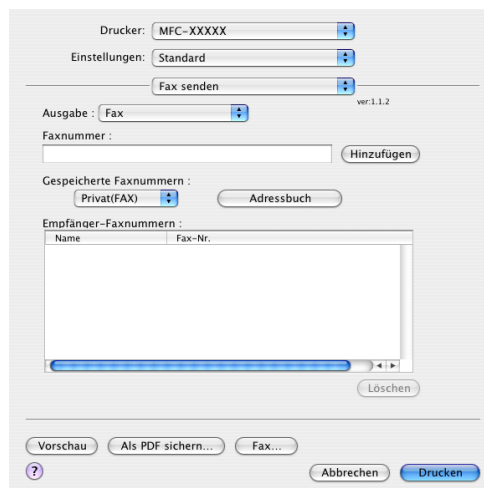 Drucker: MFC-XXXXX
Einstellungen: Standard
Fax senden
ver:1.1.2
Ausgabe : Fax
Faxnummer :
Hinzufügen
Gespeicherte Faxnummern :
Privat(FAX) Adressbuch
Empfänger-Faxnummern :
Name Fax-Nr.
Löschen
Vorschau Als PDF sichern... Fax...
? Abbrechen Drucken